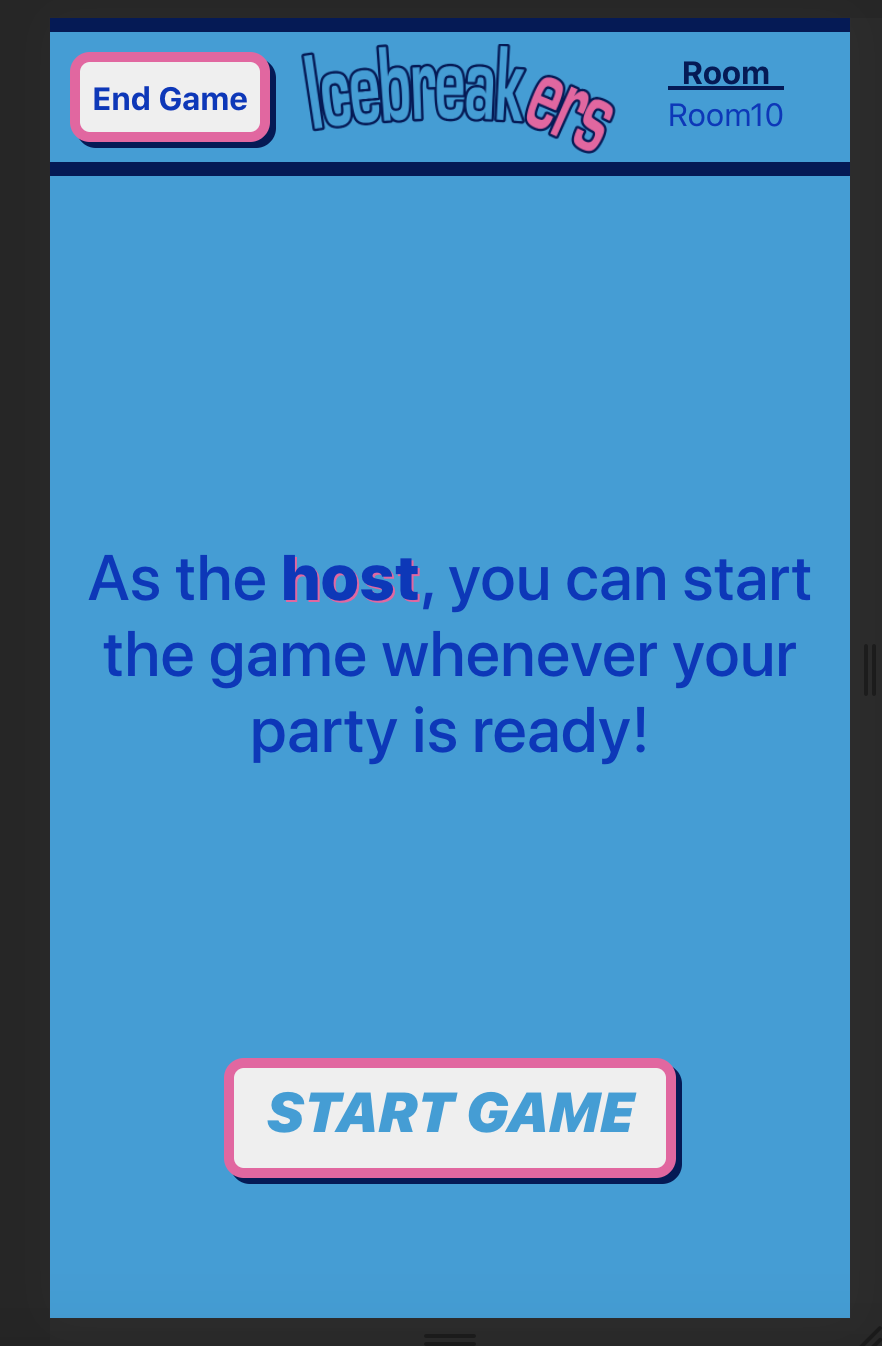 End Game
Icebreakers
Room
Room10
As the host, you can start
the game whenever your
party is ready!
START GAME